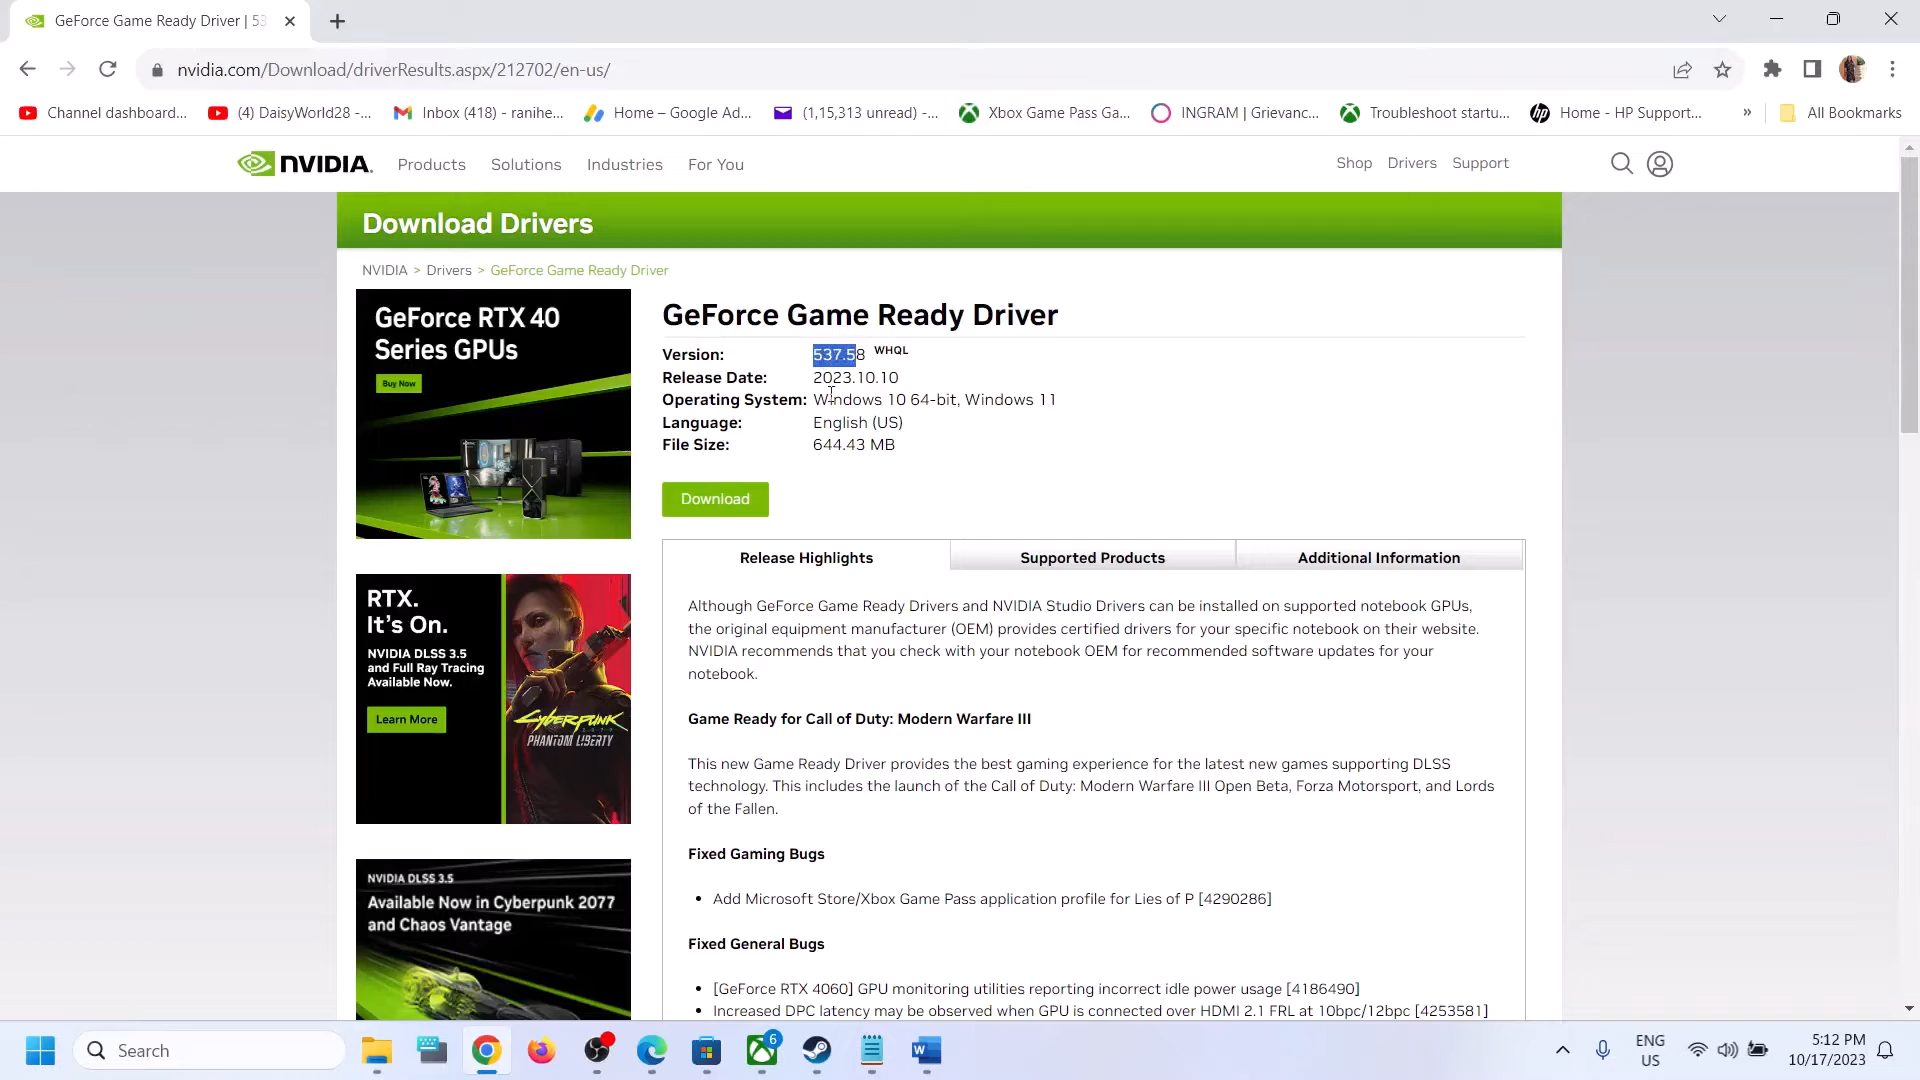 GeForce Game Ready Driver | 53
nvidia.com/Download/driverResults.aspx/212702/en-us/
Channel dashboard...
(4) DaisyWorld28 -...
Inbox (418) - ranihe...
Home – Google Ad...
(1,15,313 unread) -...
Xbox Game Pass Ga...
INGRAM | Grievanc...
Troubleshoot startu...
Home - HP Support...
»
All Bookmarks
NVIDIA.
Products
Solutions
Industries
For You
Shop
Drivers
Support
Download Drivers
NVIDIA > Drivers > GeForce Game Ready Driver
GeForce RTX 40
Series GPUs
Buy Now
GeForce Game Ready Driver
Version: 537.58 WHQL
Release Date: 2023.10.10
Operating System: Windows 10 64-bit, Windows 11
Language: English (US)
File Size: 644.43 MB
Download
Release Highlights
Supported Products
Additional Information
Although GeForce Game Ready Drivers and NVIDIA Studio Drivers can be installed on supported notebook GPUs,
the original equipment manufacturer (OEM) provides certified drivers for your specific notebook on their website.
NVIDIA recommends that you check with your notebook OEM for recommended software updates for your
notebook.
Game Ready for Call of Duty: Modern Warfare III
This new Game Ready Driver provides the best gaming experience for the latest new games supporting DLSS
technology. This includes the launch of the Call of Duty: Modern Warfare III Open Beta, Forza Motorsport, and Lords
of the Fallen.
Fixed Gaming Bugs
• Add Microsoft Store/Xbox Game Pass application profile for Lies of P [4290286]
Fixed General Bugs
• [GeForce RTX 4060] GPU monitoring utilities reporting incorrect idle power usage [4186490]
• Increased DPC latency may be observed when GPU is connected over HDMI 2.1 FRL at 10bpc/12bpc [4253581]
RTX.
It's On.
NVIDIA DLSS 3.5
and Full Ray Tracing
Available Now.
Learn More
Cyberpunk
2077
PHANTOM LIBERTY
NVIDIA DLSS 3.5
Available Now in Cyberpunk 2077
and Chaos Vantage
Search
6
ENG
US
5:12 PM
10/17/2023